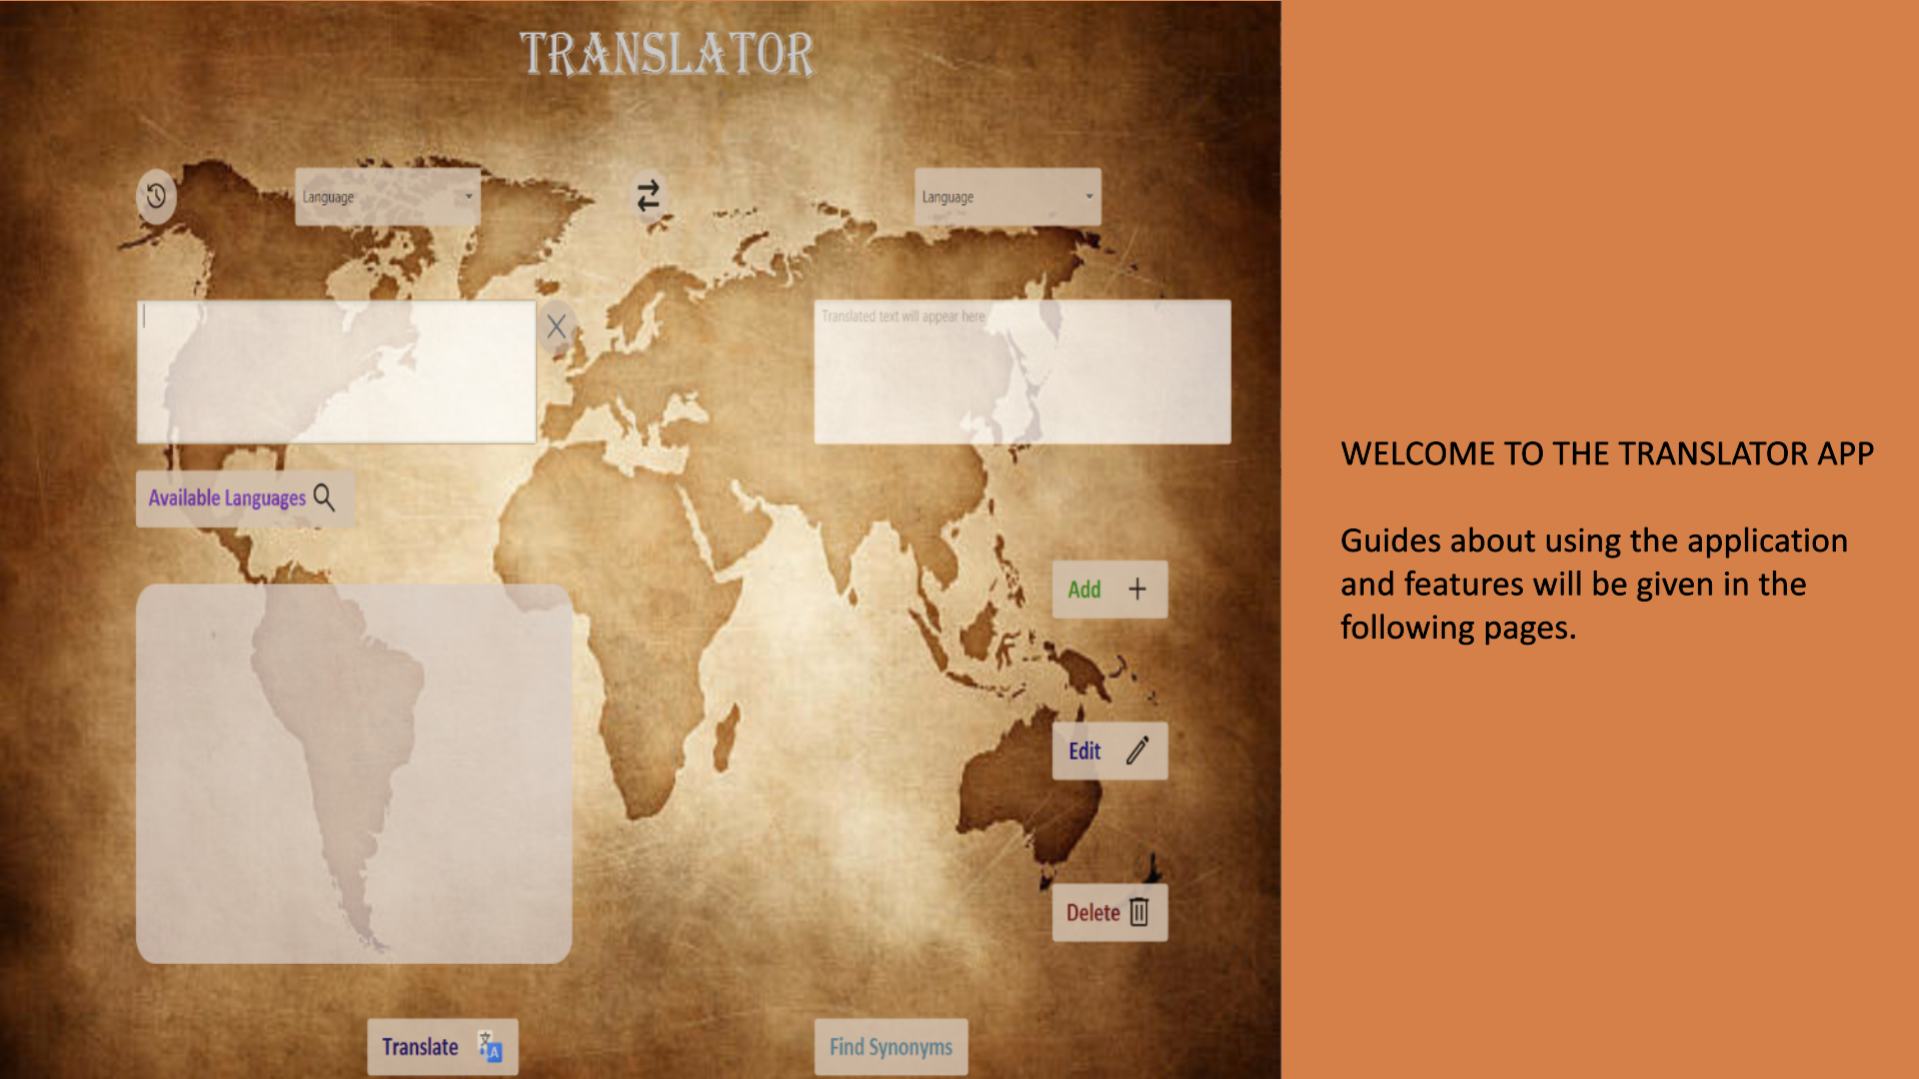 TRANSLATOR
Language
Language
Translated text will appear here
Available Languages
Add
Edit
Delete
Translate
Find Synonyms
WELCOME TO THE TRANSLATOR APP
Guides about using the application
and features will be given in the
following pages.